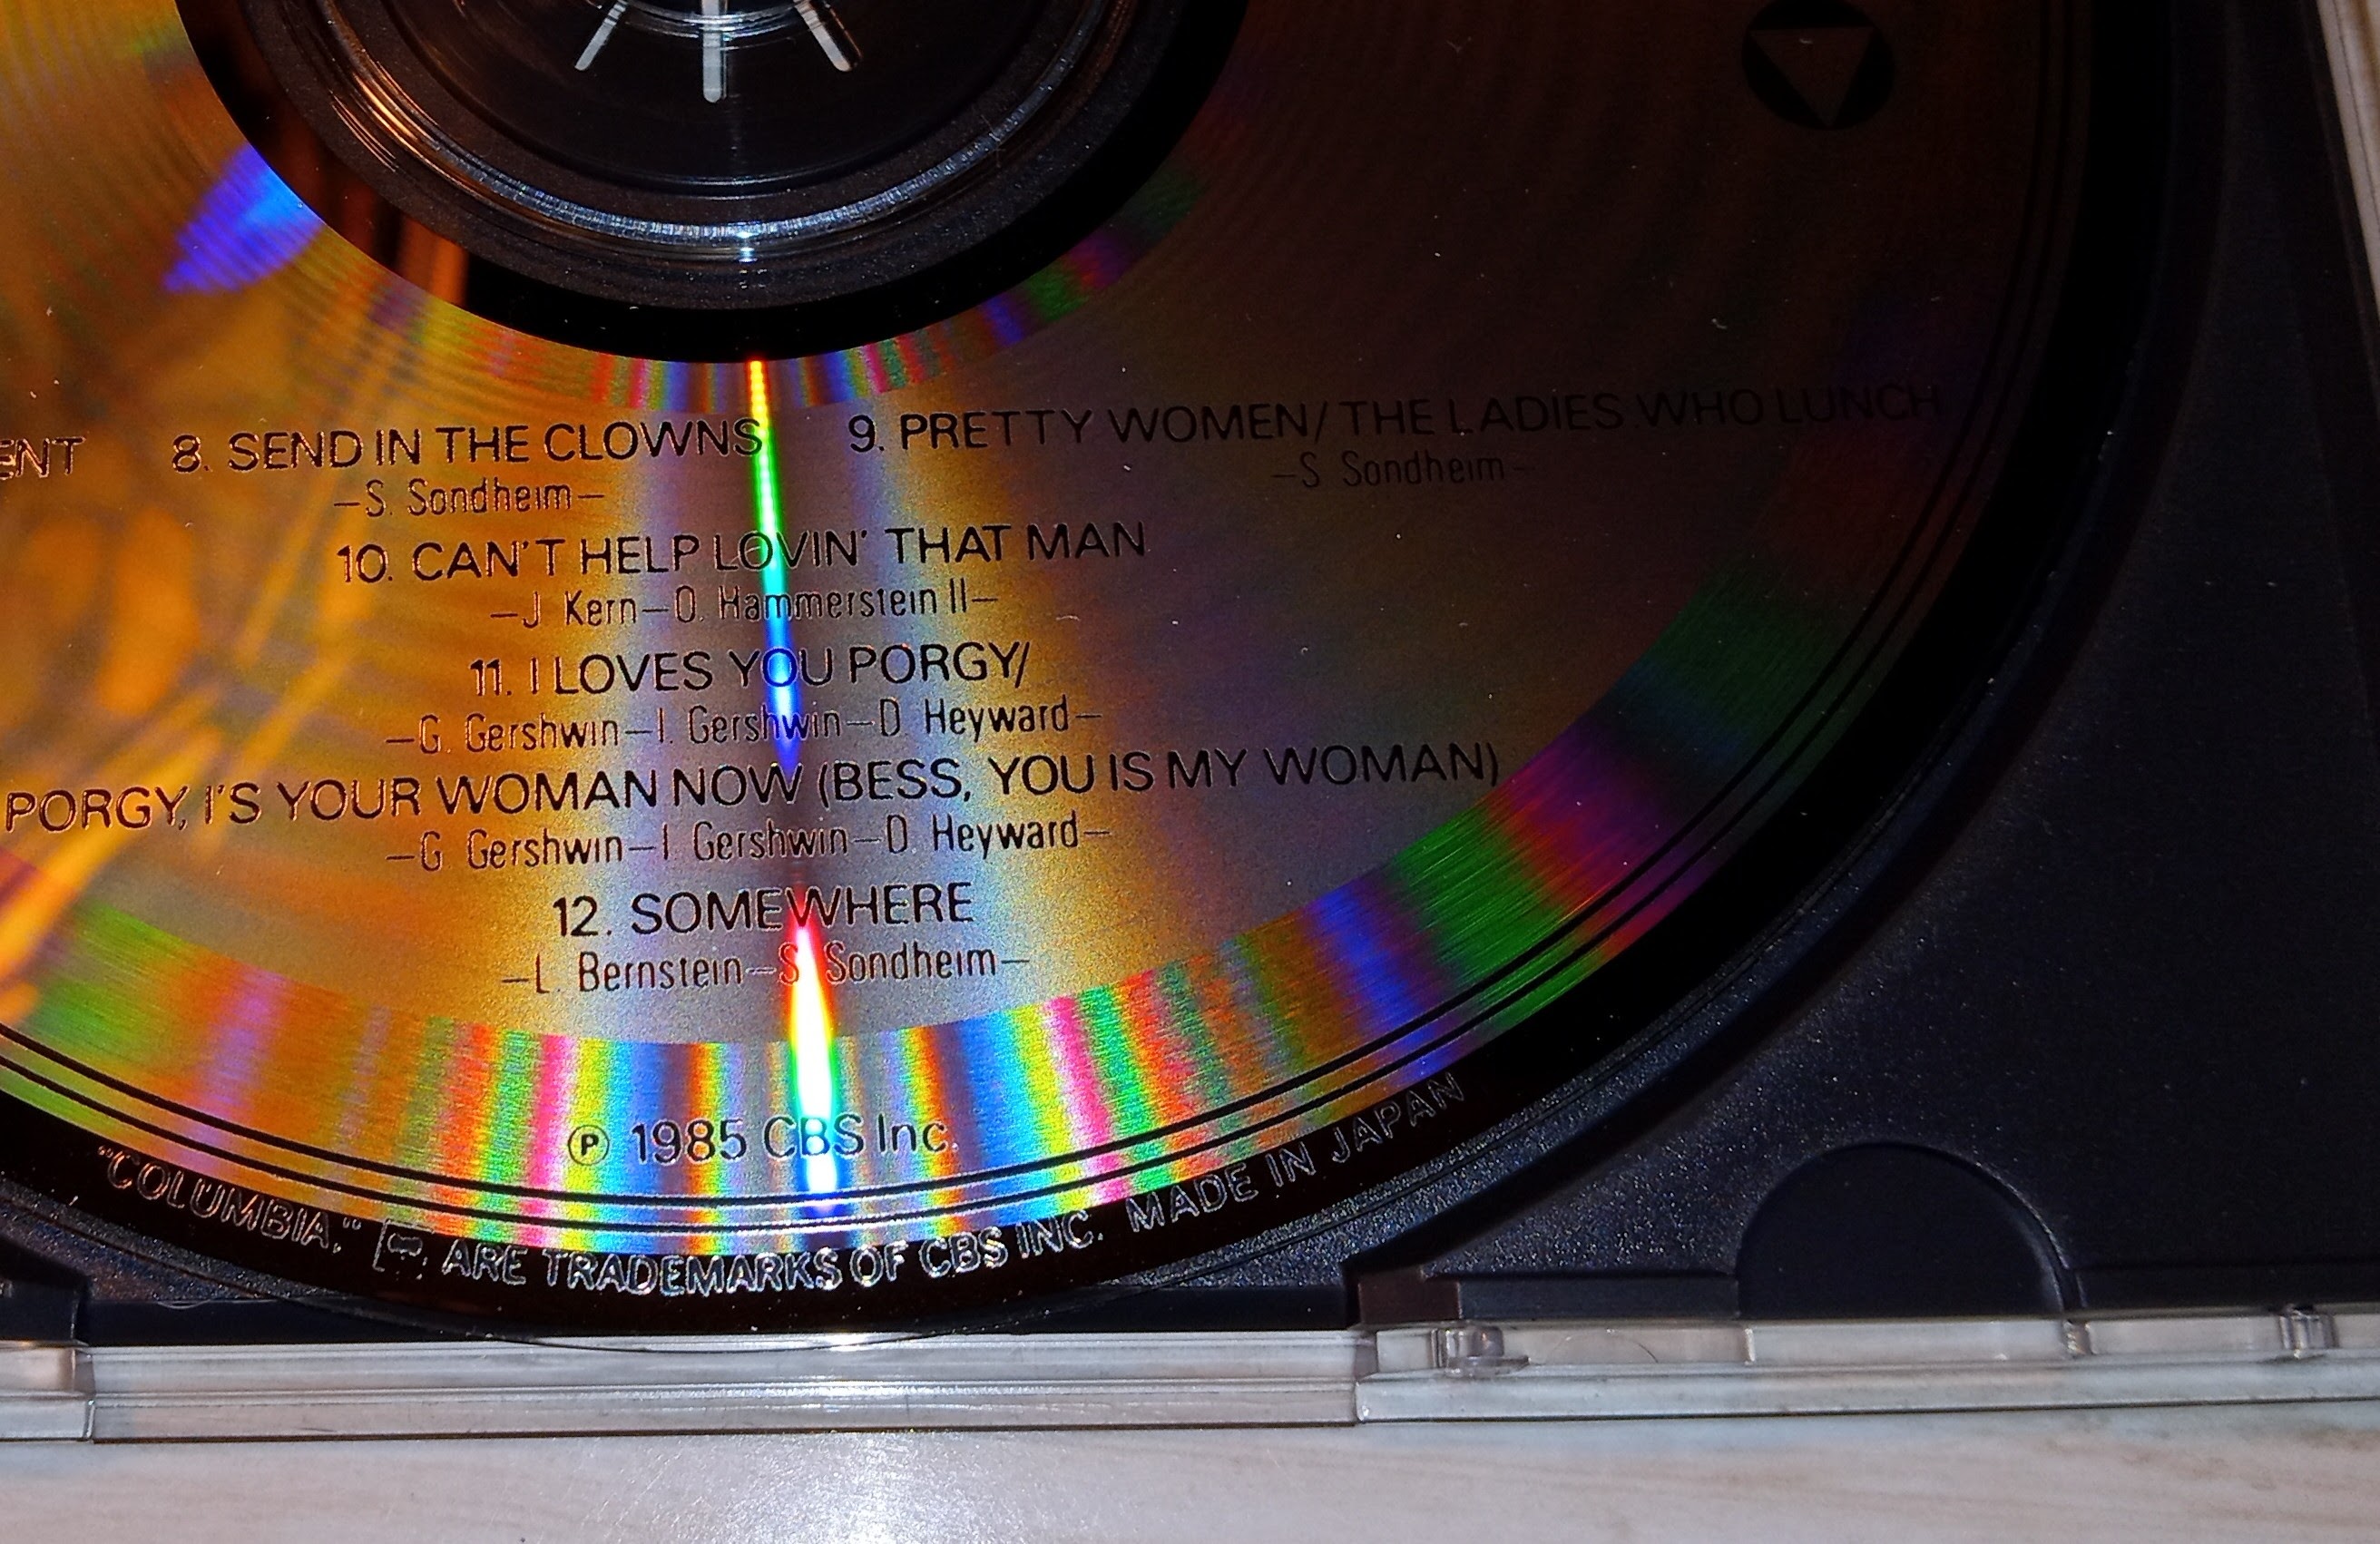 ENT 8. SEND IN THE CLOWNS 9. PRETTY WOMEN/THE LADIES WHO LUNCH
—S. Sondheim— —S Sondheim—
10. CAN'T HELP LOVIN' THAT MAN
—J Kern—O. Hammerstein II—
11. I LOVES YOU PORGY/
—G. Gershwin—I. Gershwin—D Heyward—
PORGY, I'S YOUR WOMAN NOW (BESS, YOU IS MY WOMAN)
—G Gershwin—I Gershwin—D. Heyward—
12. SOMEWHERE
—L. Bernstein—S Sondheim—
℗ 1985 CBS Inc.
"COLUMBIA," ARE TRADEMARKS OF CBS INC. MADE IN JAPAN